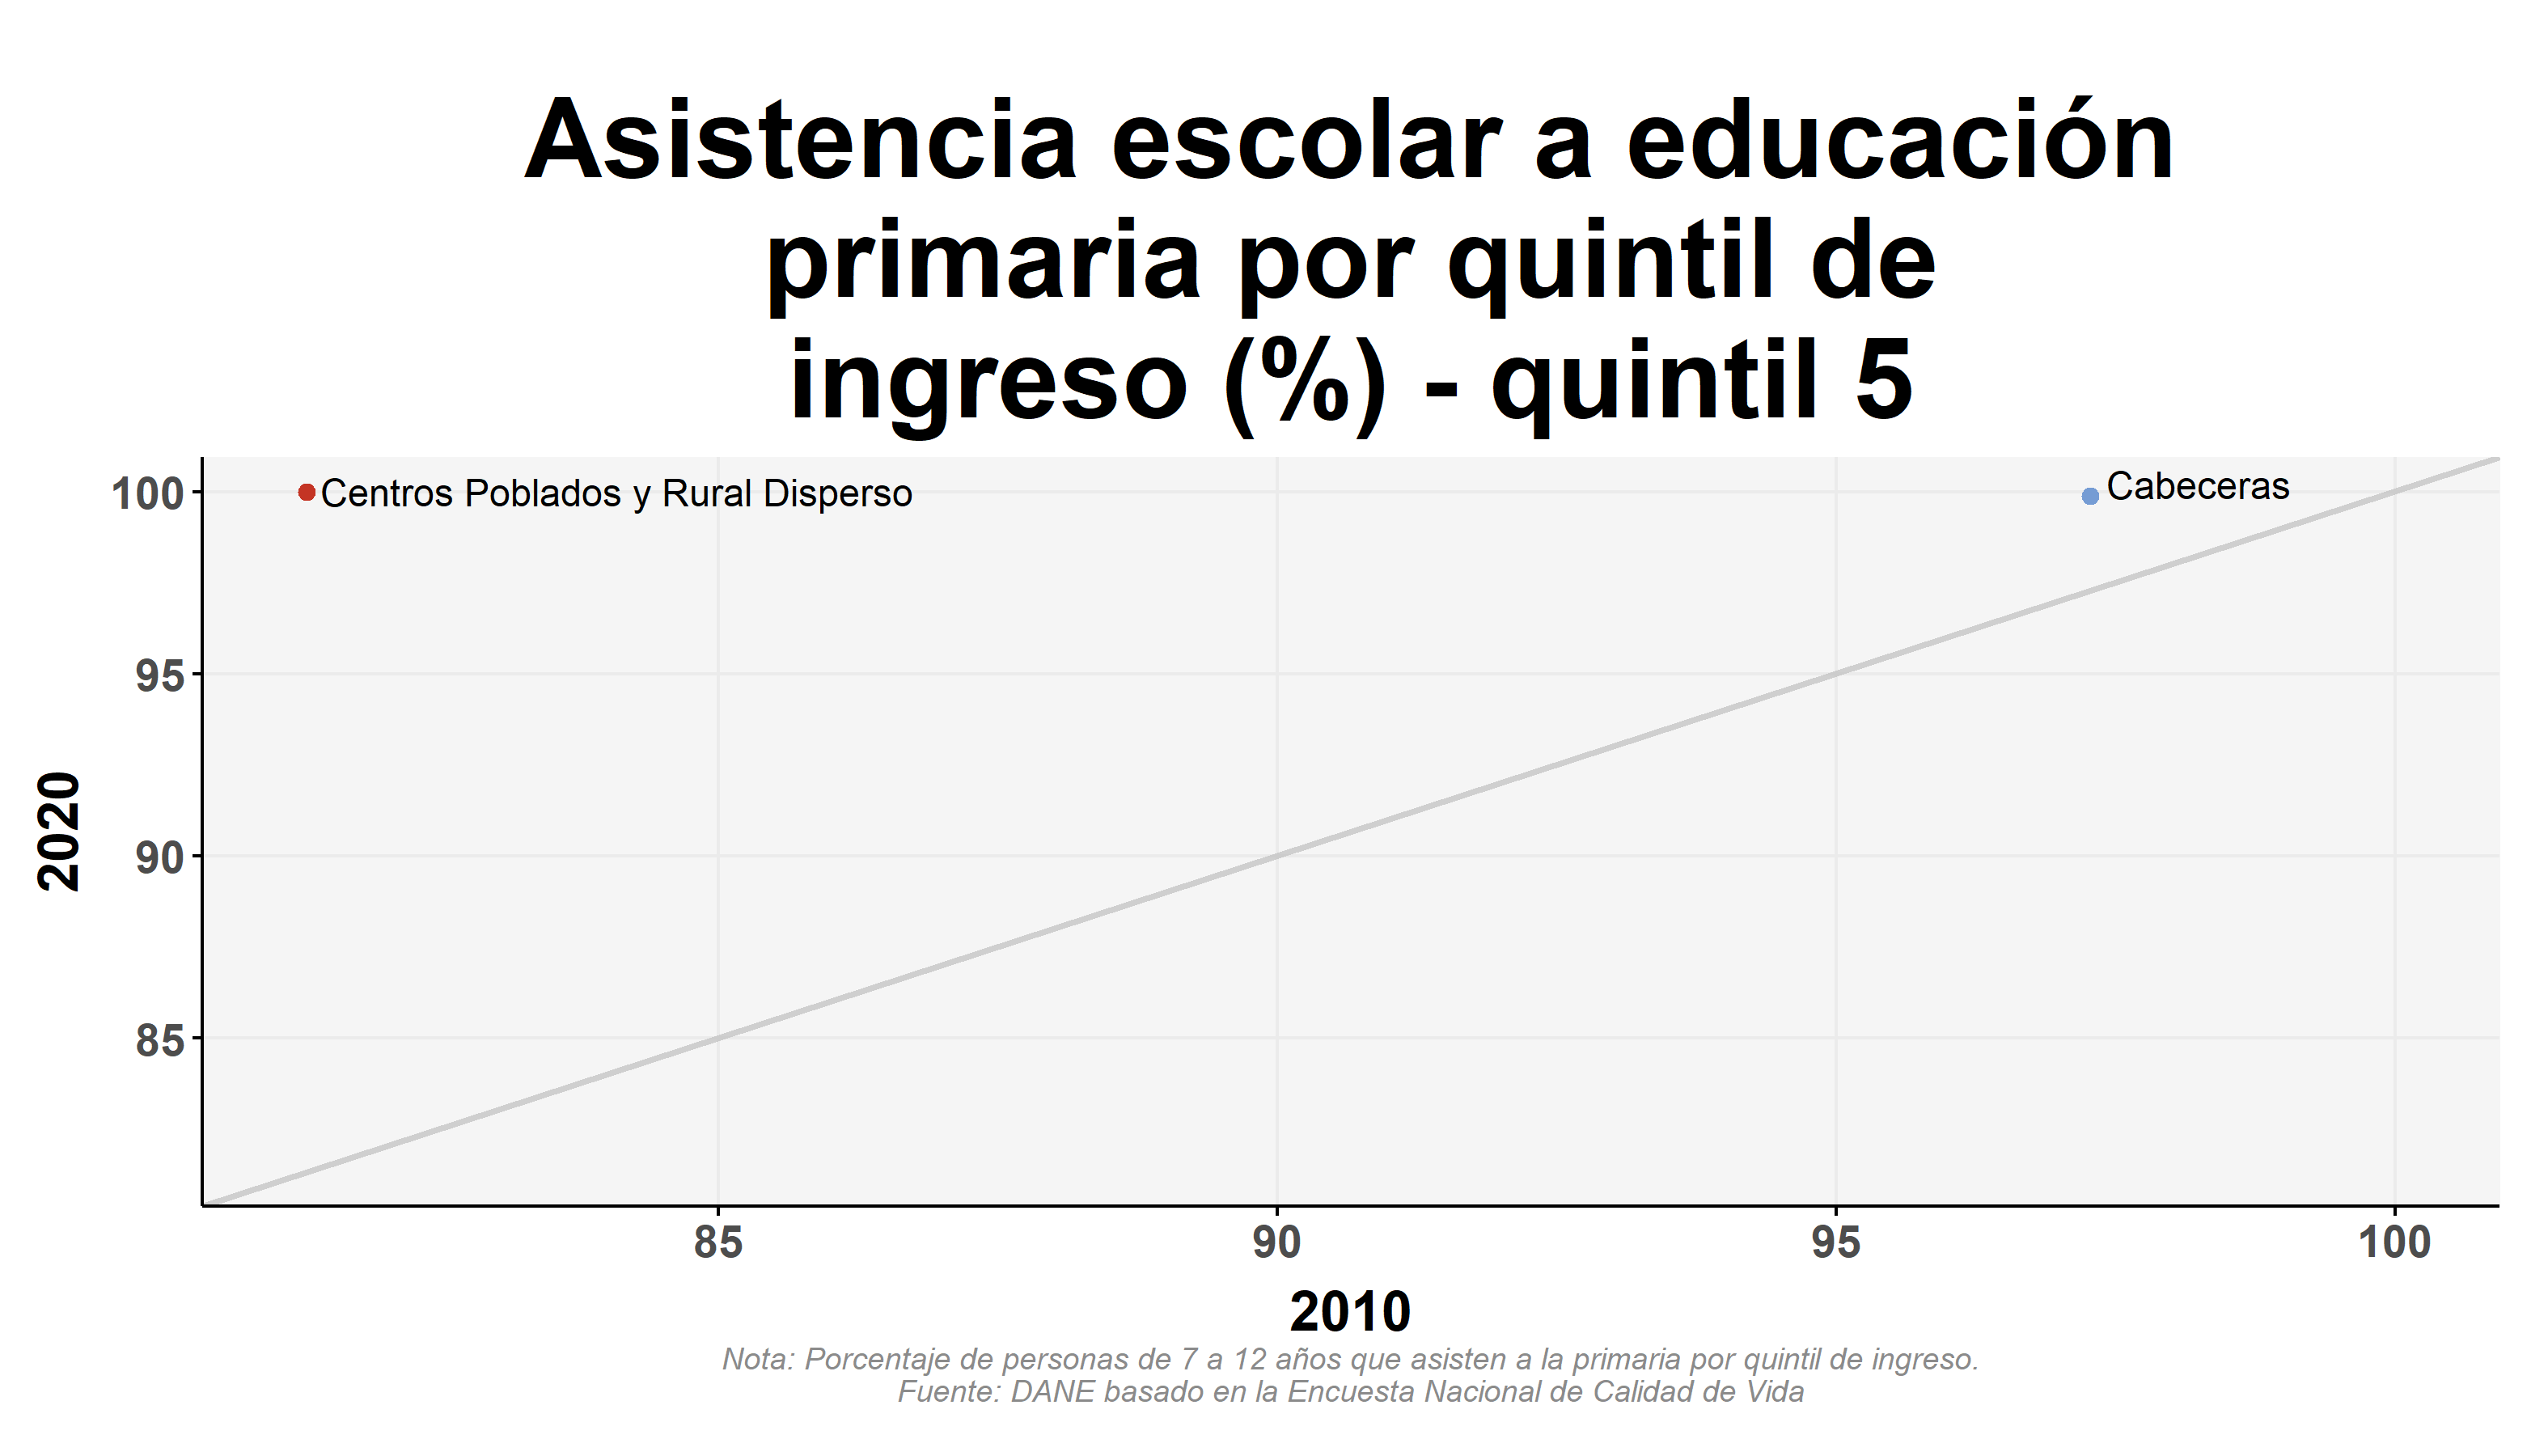 Asistencia escolar a educación
primaria por quintil de
ingreso (%) - quintil 5
100
Centros Poblados y Rural Disperso
Cabeceras
95
90
85
2020
85
90
95
100
2010
Nota: Porcentaje de personas de 7 a 12 años que asisten a la primaria por quintil de ingreso.
Fuente: DANE basado en la Encuesta Nacional de Calidad de Vida